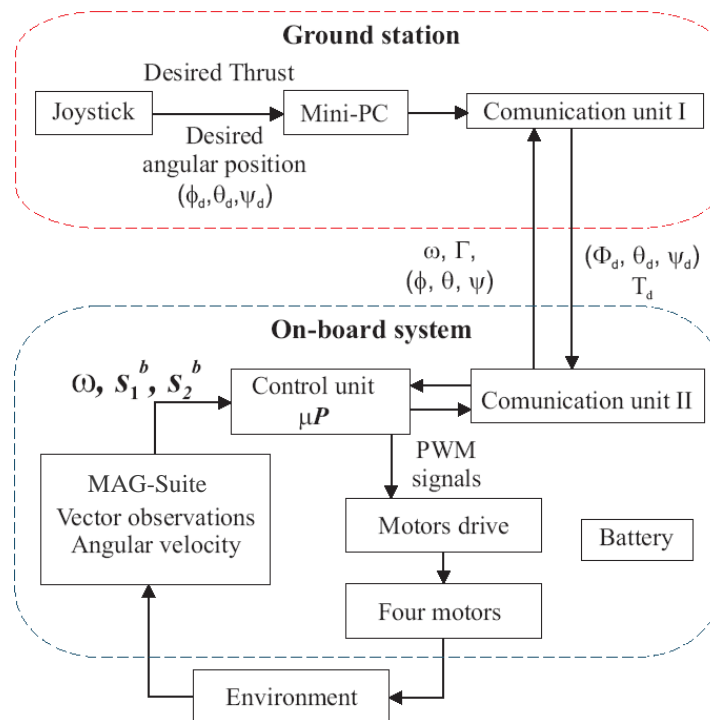 Ground station
Desired Thrust
Joystick
Mini-PC
Comunication unit I
Desired
angular position
(ϕd,θd,ψd)
ω, Γ,
(ϕ, θ, ψ)
(Φd, θd, ψd)
Td
On-board system
ω, s1b, s2b
Control unit
μP
Comunication unit II
PWM
signals
MAG-Suite
Vector observations
Angular velocity
Motors drive
Battery
Four motors
Environment